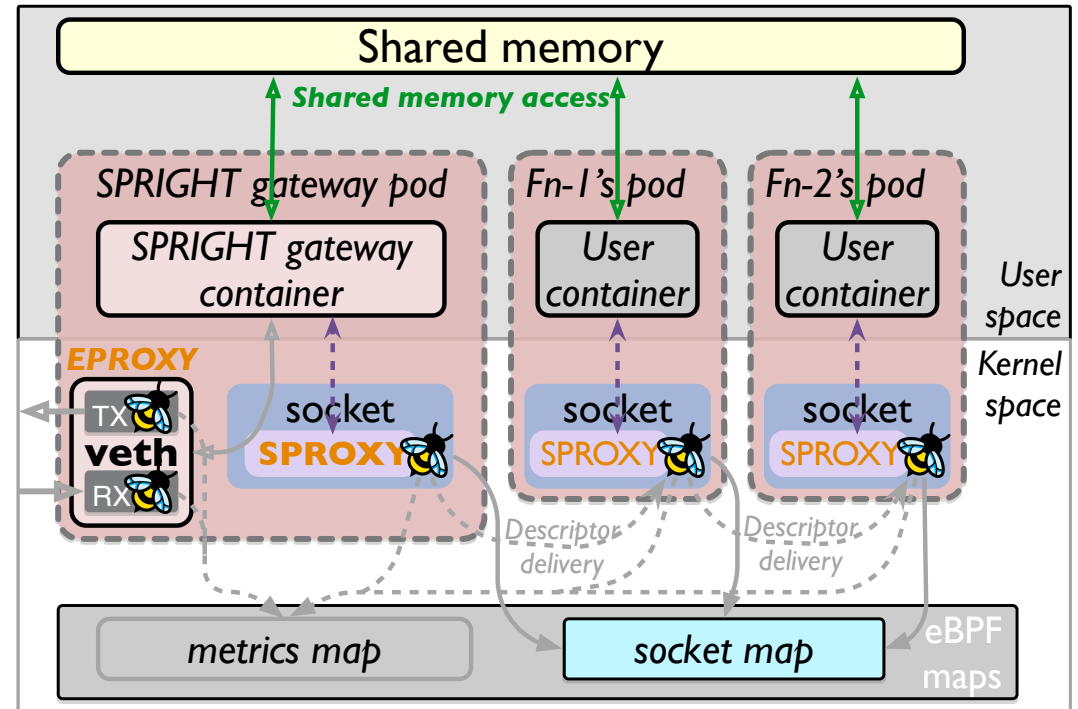 Shared memory
Shared memory access
SPRIGHT gateway pod
Fn-1's pod
Fn-2's pod
SPRIGHT gateway
container
User
container
User
container
User
space
Kernel
space
EPROXY
TX
veth
RX
socket
SPROXY
socket
SPROXY
socket
SPROXY
Descriptor
delivery
Descriptor
delivery
metrics map
socket map
eBPF
maps